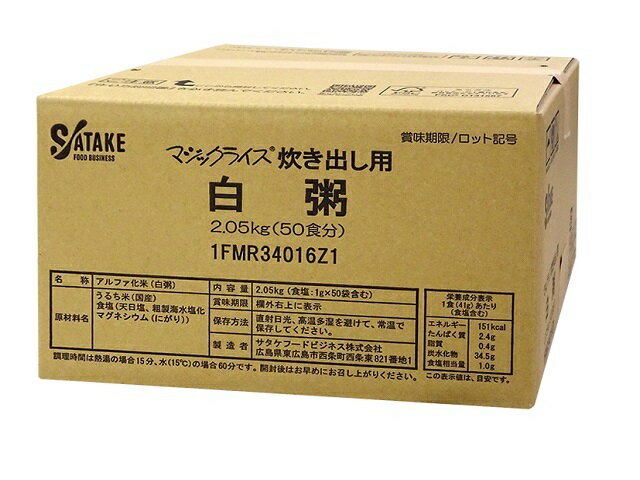 SATAKE
FOOD BUSINESS
賞味期限/ロット記号
マジックライス® 炊き出し用
白粥
2.05kg(50食分)
1FMR34016Z1
名称 アルファ化米(白粥)
原材料名 うるち米(国産)
食塩(天日塩、粗製海水塩化
マグネシウム(にがり))
内容量 2.05kg(食塩:1g×50袋含む)
賞味期限 欄外右上に表示
保存方法 直射日光、高温多湿を避けて、常温で
保存してください。
製造者 サタケフードビジネス株式会社
広島県東広島市西条町西条東821番地1
調理時間は熱湯の場合15分、水(15℃)の場合60分です。開封後はお早めにお召し上がりください。
栄養成分表示
1食(41g)あたり
(食塩含む)
エネルギー 151kcal
たんぱく質 2.4g
脂質 0.4g
炭水化物 34.5g
食塩相当量 1.0g
この表示値は、目安です。